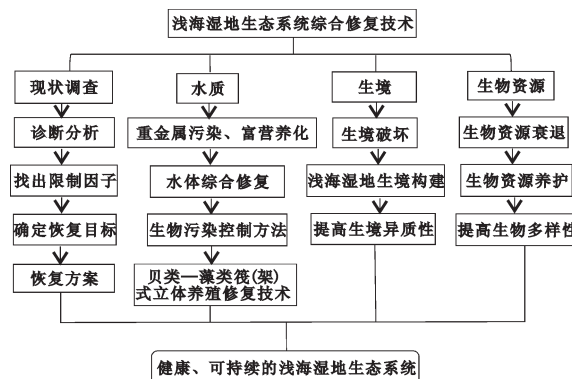 浅海湿地生态系统综合修复技术
现状调查
诊断分析
找出限制因子
确定恢复目标
恢复方案
水质
重金属污染、富营养化
水体综合修复
生物污染控制方法
贝类—藻类筏(架)
式立体养殖修复技术
生境
生境破坏
浅海湿地生境构建
提高生境异质性
生物资源
生物资源衰退
生物资源养护
提高生物多样性
健康、可持续的浅海湿地生态系统